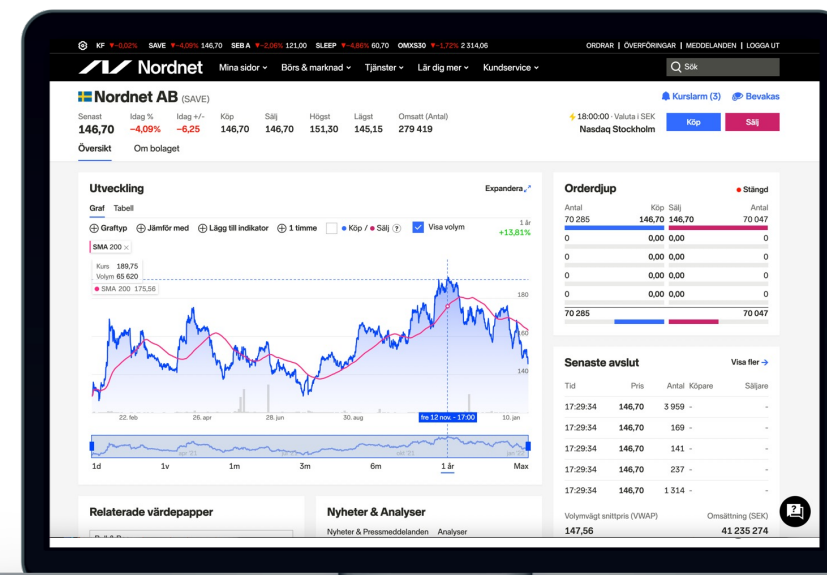 KF ▼-0,02% SAVE ▼-4,09% 146,70 SEB A ▼-2,06% 121,00 SLEEP ▼-4,86% 60,70 OMXS30 ▼-1,72% 2 314,06 ORDRAR | ÖVERFÖRINGAR | MEDDELANDEN | LOGGA UT
Nordnet Mina sidor Börs & marknad Tjänster Lär dig mer Kundservice Sök
Nordnet AB (SAVE) Kurslarm (3) Bevakas
Senast Idag % Idag +/- Köp Sälj Högst Lägst Omsatt (Antal) 18:00:00 · Valuta i SEK
146,70 -4,09% -6,25 146,70 146,70 151,30 145,15 279 419 Nasdaq Stockholm Köp Sälj
Översikt Om bolaget
Utveckling Expandera
Graf Tabell
Graftyp Jämför med Lägg till indikator 1 timme Köp / Sälj ? Visa volym 1 år
+13,81%
SMA 200 ×
Kurs 189,75
Volym 65 620
SMA 200 175,56
180
160
140
22. feb 26. apr 28. jun 30. aug fre 12 nov. - 17:00 10. jan
apr '21 okt '21
1d 1v 1m 3m 6m 1 år Max
Orderdjup Stängd
Antal Köp Sälj Antal
70 285 146,70 146,70 70 047
0 0,00 0,00 0
0 0,00 0,00 0
0 0,00 0,00 0
0 0,00 0,00 0
70 285 70 047
Senaste avslut Visa fler →
Tid Pris Antal Köpare Säljare
17:29:34 146,70 3 959 - -
17:29:34 146,70 169 - -
17:29:34 146,70 141 - -
17:29:34 146,70 237 - -
17:29:34 146,70 1 314 - -
Volymvägt snittpris (VWAP) Omsättning (SEK)
147,56 41 235 274
Relaterade värdepapper
Nyheter & Analyser
Nyheter & Pressmeddelanden Analyser